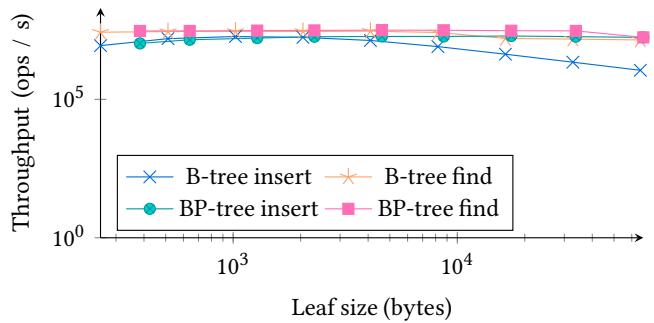 Throughput (ops / s)
10^5
10^0
B-tree insert B-tree find
BP-tree insert BP-tree find
10^3 10^4
Leaf size (bytes)